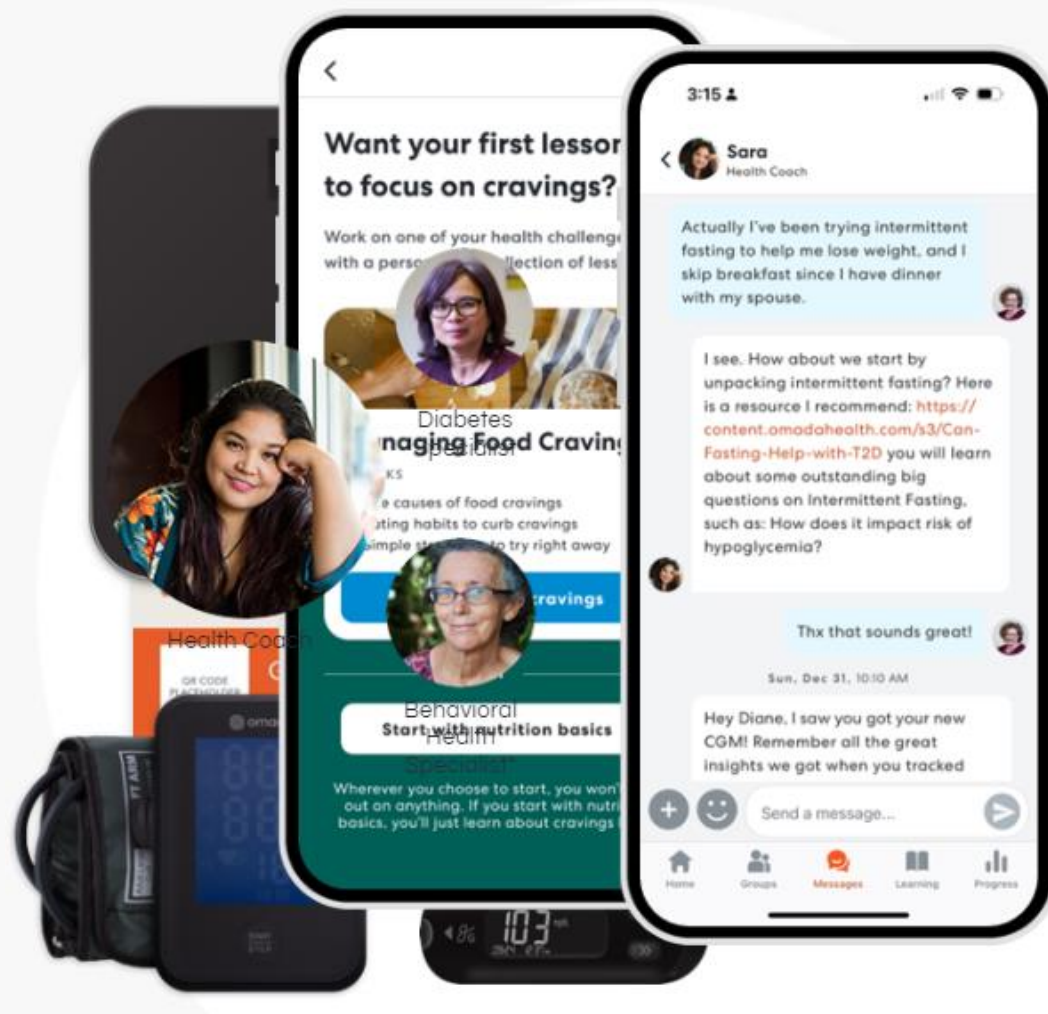 Want your first lesson
to focus on cravings?
Work on one of your health challenge
with a perso llection of less
Diabetes
Specialist
naging Food Craving
KS
e causes of food cravings
ating habits to curb cravings
imple st to try right away
cravings
Health Coach
QR CODE
PLACEHOLDER
Behavioral
Health
Specialist*
Start with nutrition basics
Wherever you choose to start, you won'
out on anything. If you start with nutri
basics, you'll just learn about cravings
omad
FT ARM
START
STOP
103
3:15
Sara
Health Coach
Actually I've been trying intermittent
fasting to help me lose weight, and I
skip breakfast since I have dinner
with my spouse.
I see. How about we start by
unpacking intermittent fasting? Here
is a resource I recommend: https://
content.omadahealth.com/s3/Can-
Fasting-Help-with-T2D you will learn
about some outstanding big
questions on Intermittent Fasting,
such as: How does it impact risk of
hypoglycemia?
Thx that sounds great!
Sun, Dec 31, 10:10 AM
Hey Diane, I saw you got your new
CGM! Remember all the great
insights we got when you tracked
Send a message...
Home Groups Messages Learning Progress